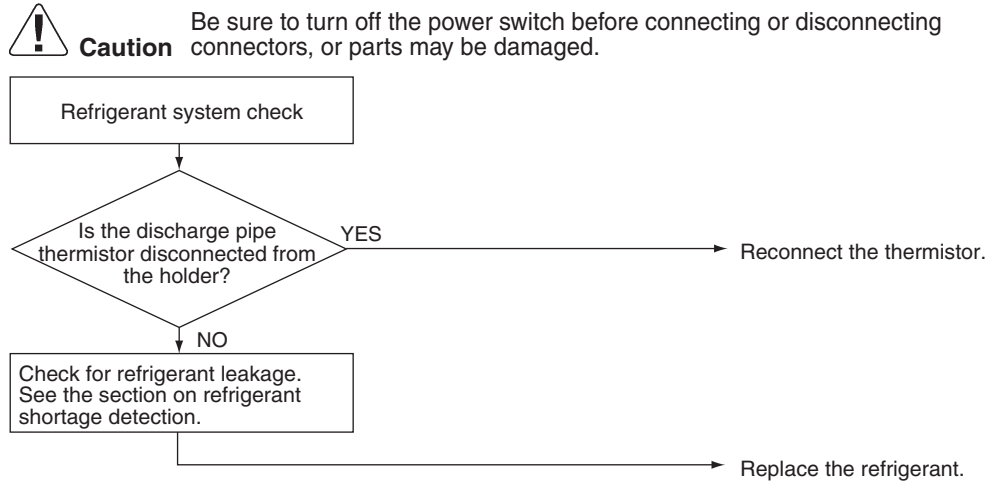 Be sure to turn off the power switch before connecting or disconnecting
Caution connectors, or parts may be damaged.
Refrigerant system check
Is the discharge pipe
thermistor disconnected from
the holder?
YES
Reconnect the thermistor.
NO
Check for refrigerant leakage.
See the section on refrigerant
shortage detection.
Replace the refrigerant.